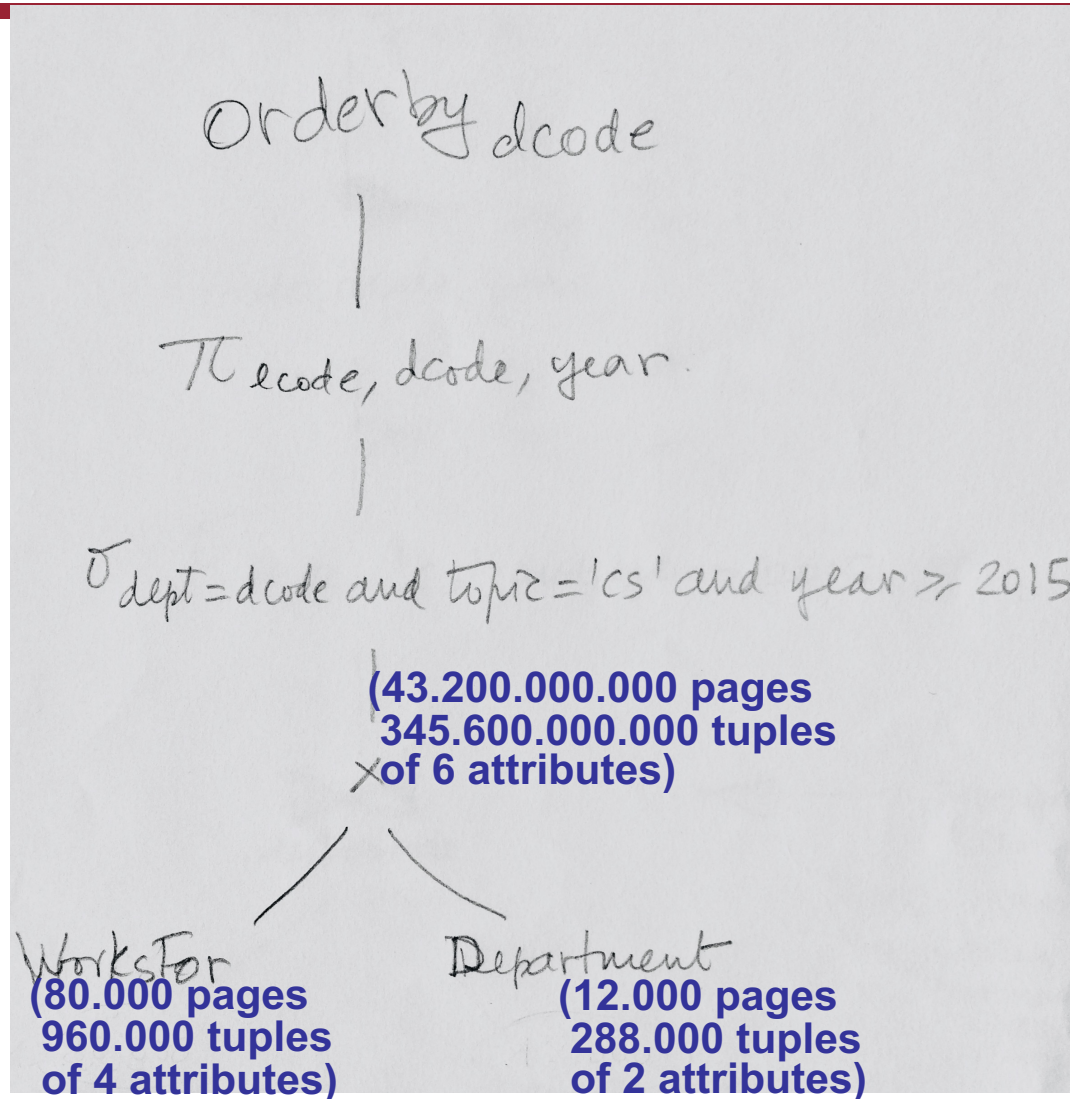 Orderby dcode
π ecode, dcode, year.
σ dept=dcode and topic='cs' and year ≥ 2015
(43.200.000.000 pages
345.600.000.000 tuples
× of 6 attributes)
WorksFor Department
(80.000 pages (12.000 pages
960.000 tuples 288.000 tuples
of 4 attributes) of 2 attributes)